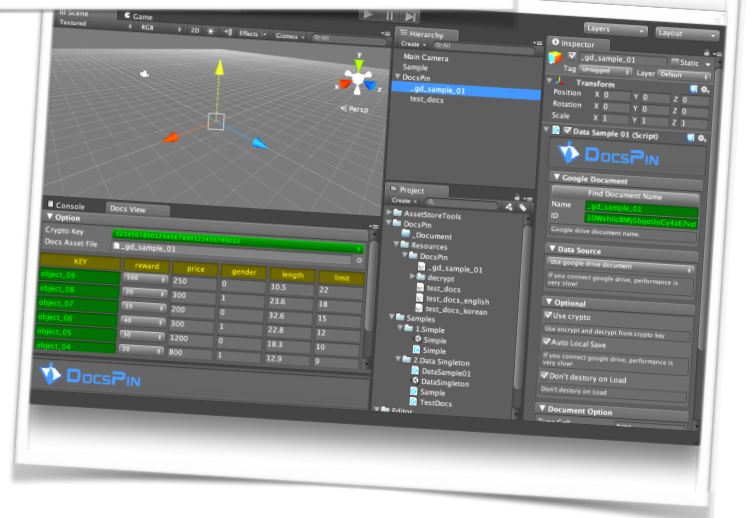 Scene
Game
Textured
RGB
2D
Effects
Gizmos
Q▾All
Y
X
Z
Persp
Hierarchy
Create
Q▾All
Main Camera
Sample
DocsPin
_gd_sample_01
test_docs
Layers
Layout
Inspector
_gd_sample_01
Static
Tag Untagged
Layer Default
Transform
Position X 0 Y 0 Z 0
Rotation X 0 Y 0 Z 0
Scale X 1 Y 1 Z 1
Data Sample 01 (Script)
DOCSPIN
Google Document
Find Document Name
Name _gd_sample_01
ID
Google drive document name.
Data Source
Use google drive document
If you connect google drive, performance is
very slow!
Optional
Use crypto
Use encrypt and decrypt from crypto key
Auto Local Save
If you connect google drive, performance is
very slow!
Don't destory on Load
Don't destory on Load
Document Option
Project
Create
AssetStoreTools
DocsPin
_Document
Resources
DocsPin
_gd_sample_01
decrypt
test_docs
test_docs_english
test_docs_korean
Samples
1.Simple
Simple
Simple
2.Data Singleton
DataSample01
DataSingleton
Sample
TestDocs
Editor
Console
Docs View
Option
Crypto Key 12345678901234567890123456789012
Docs Asset File _gd_sample_01
KEY reward price gender length limit
object_09 500 250 0 10.5 22
object_08 20 300 1 23.6 18
object_07 10 200 0 32.6 15
object_06 40 300 1 22.8 12
object_05 30 1200 0 18.3 10
object_04 20 800 1 12.9 9
DOCSPIN